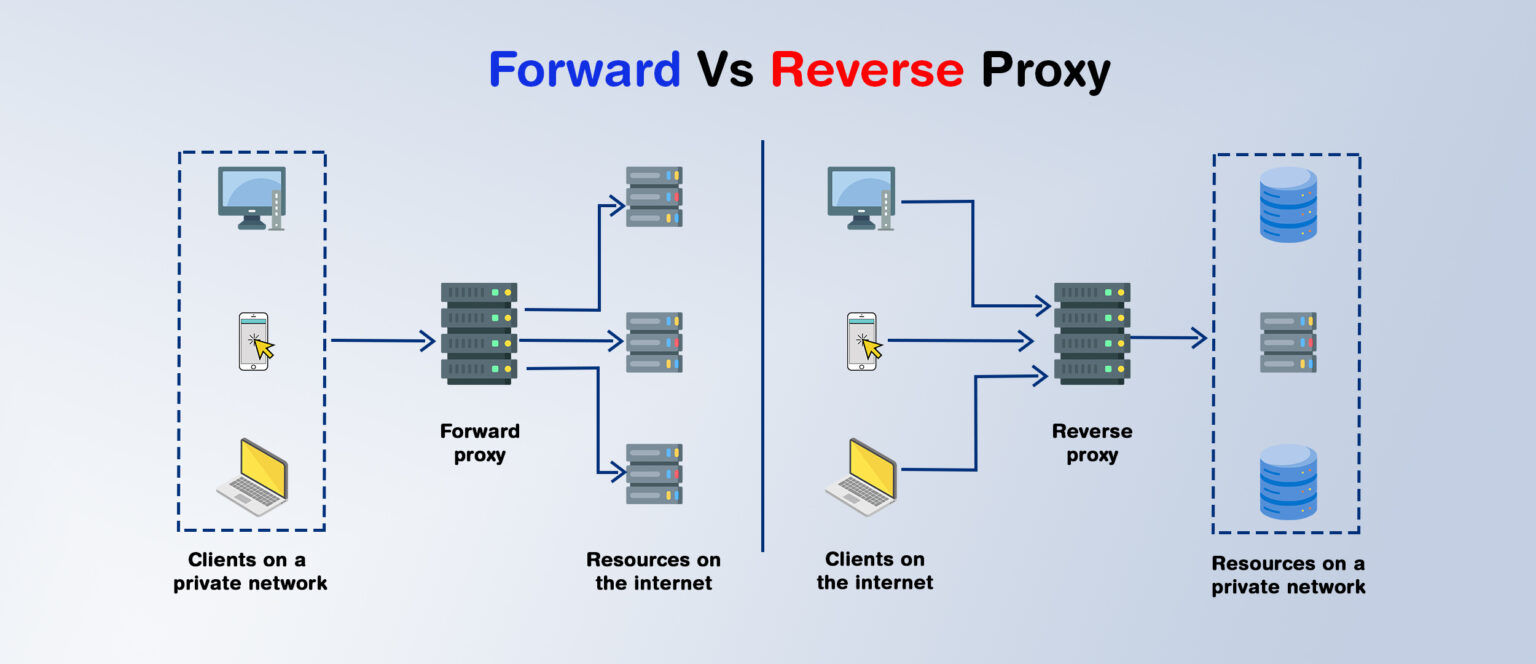 Forward Vs Reverse Proxy
Forward
proxy
Clients on a
private network
Resources on
the internet
Reverse
proxy
Clients on
the internet
Resources on a
private network